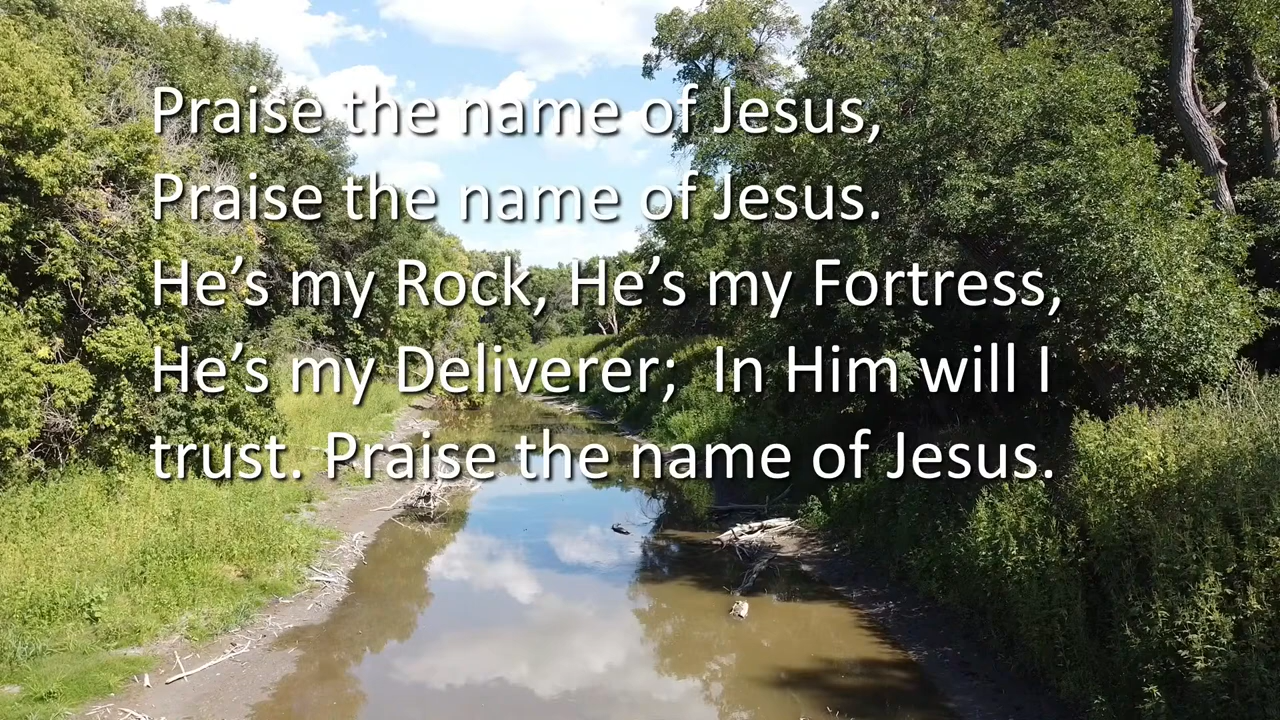 Praise the name of Jesus,
Praise the name of Jesus.
He’s my Rock, He’s my Fortress,
He’s my Deliverer;  In Him will I
trust. Praise the name of Jesus.